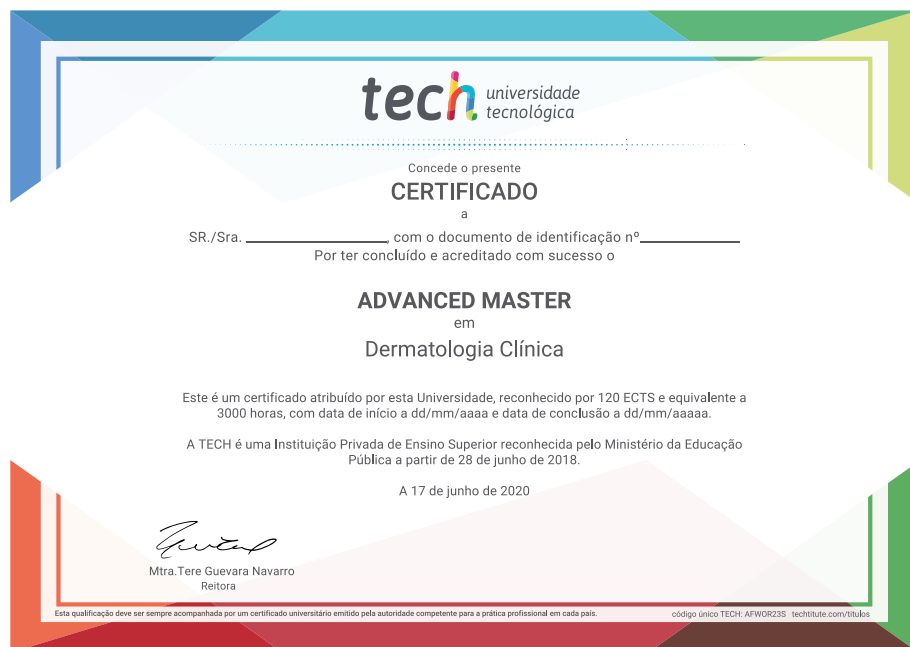 tech universidade
tecnológica
Concede o presente
CERTIFICADO
a
SR./Sra. ____________, com o documento de identificação nº____________
Por ter concluído e acreditado com sucesso o
ADVANCED MASTER
em
Dermatologia Clínica
Este é um certificado atribuído por esta Universidade, reconhecido por 120 ECTS e equivalente a
3000 horas, com data de início a dd/mm/aaaa e data de conclusão a dd/mm/aaaaa.
A TECH é uma Instituição Privada de Ensino Superior reconhecida pelo Ministério da Educação
Pública a partir de 28 de junho de 2018.
A 17 de junho de 2020
Mtra.Tere Guevara Navarro
Reitora
Esta qualificação deve ser sempre acompanhada por um certificado universitário emitido pela autoridade competente para a prática profissional em cada país.
código único TECH: AFWOR23S techtitute.com/titulos